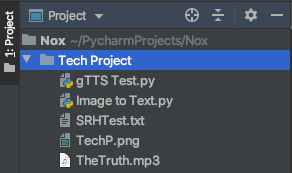 Project
1: Project
Nox ~/PycharmProjects/Nox
Tech Project
gTTS Test.py
Image to Text.py
SRHTest.txt
TechP.png
TheTruth.mp3